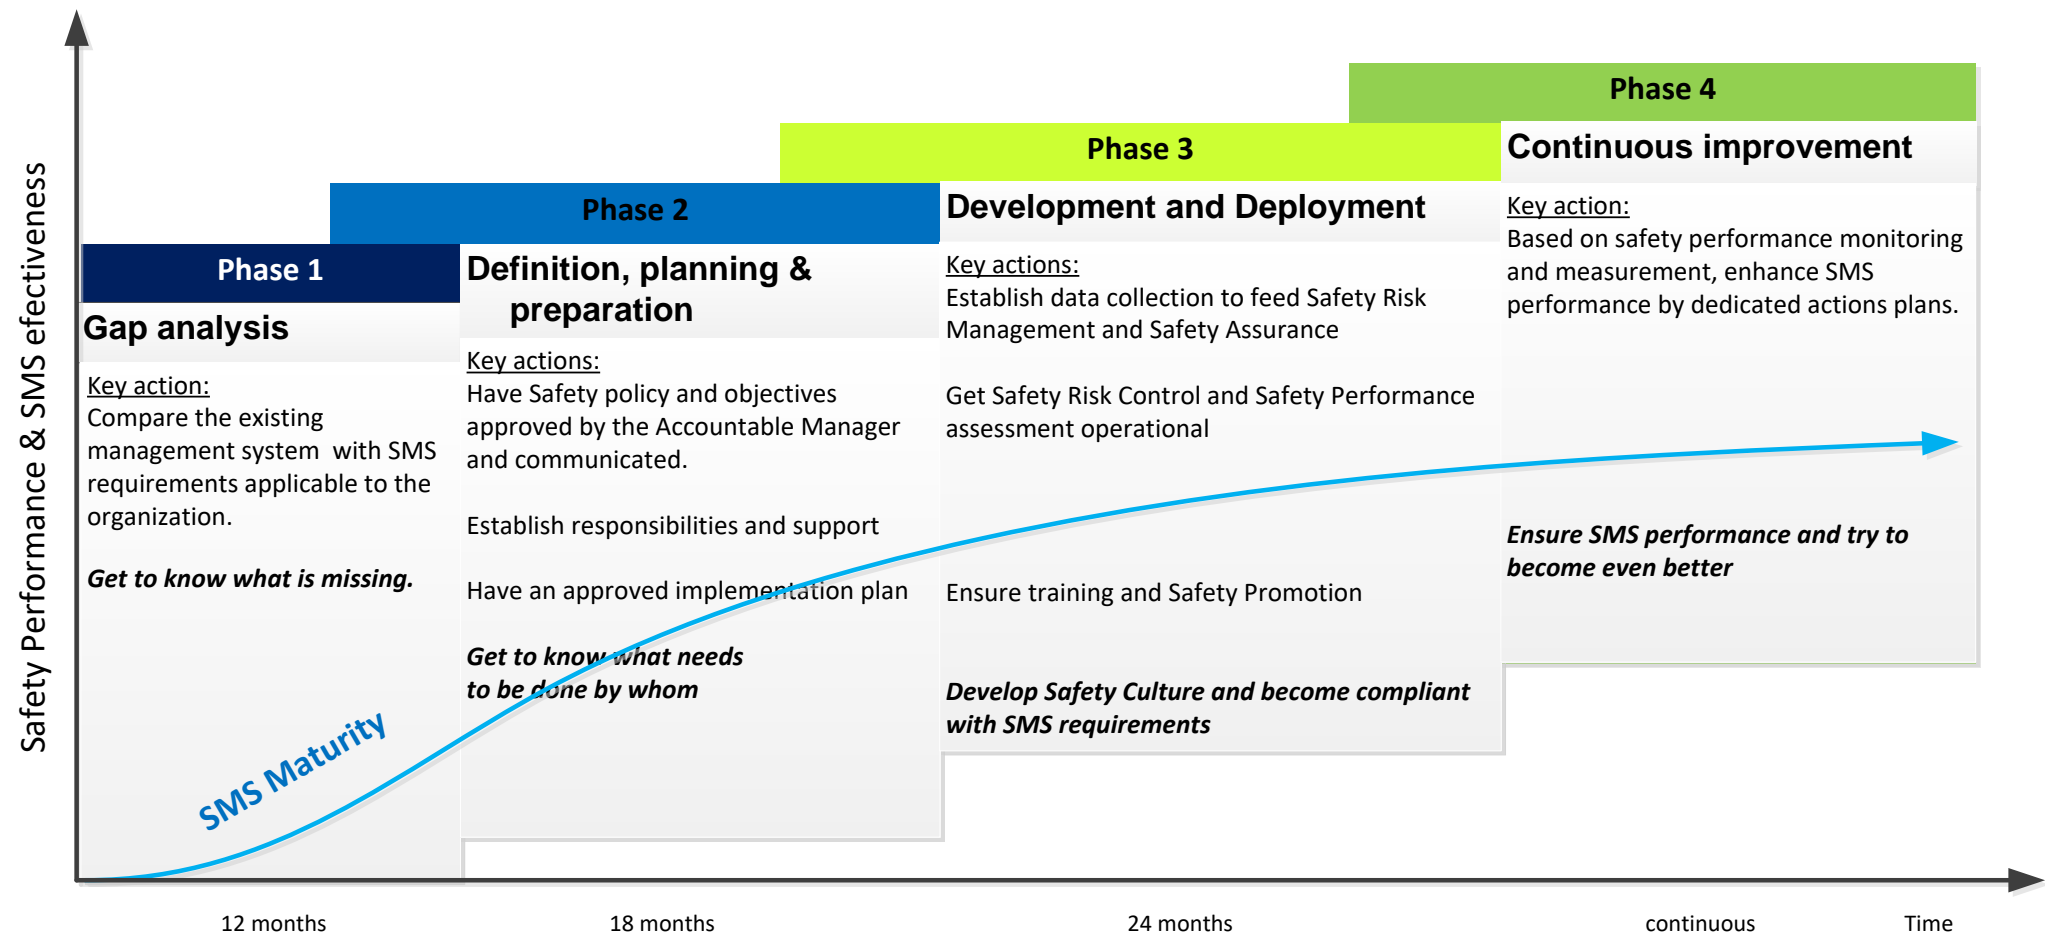 Safety Performance & SMS efectiveness
Phase 1
Gap analysis
Key action:
Compare the existing
management system  with SMS
requirements applicable to the
organization.
Get to know what is missing.
SMS Maturity
Phase 2
Definition, planning &
preparation
Key actions:
Have Safety policy and objectives
approved by the Accountable Manager
and communicated.
Establish responsibilities and support
Have an approved implementation plan
Get to know what needs
to be done by whom
Phase 3
Development and Deployment
Key actions:
Establish data collection to feed Safety Risk
Management and Safety Assurance
Get Safety Risk Control and Safety Performance
assessment operational
Ensure training and Safety Promotion
Develop Safety Culture and become compliant
with SMS requirements
Phase 4
Continuous improvement
Key action:
Based on safety performance monitoring
and measurement, enhance SMS
performance by dedicated actions plans.
Ensure SMS performance and try to
become even better
12 months
18 months
24 months
continuous
Time